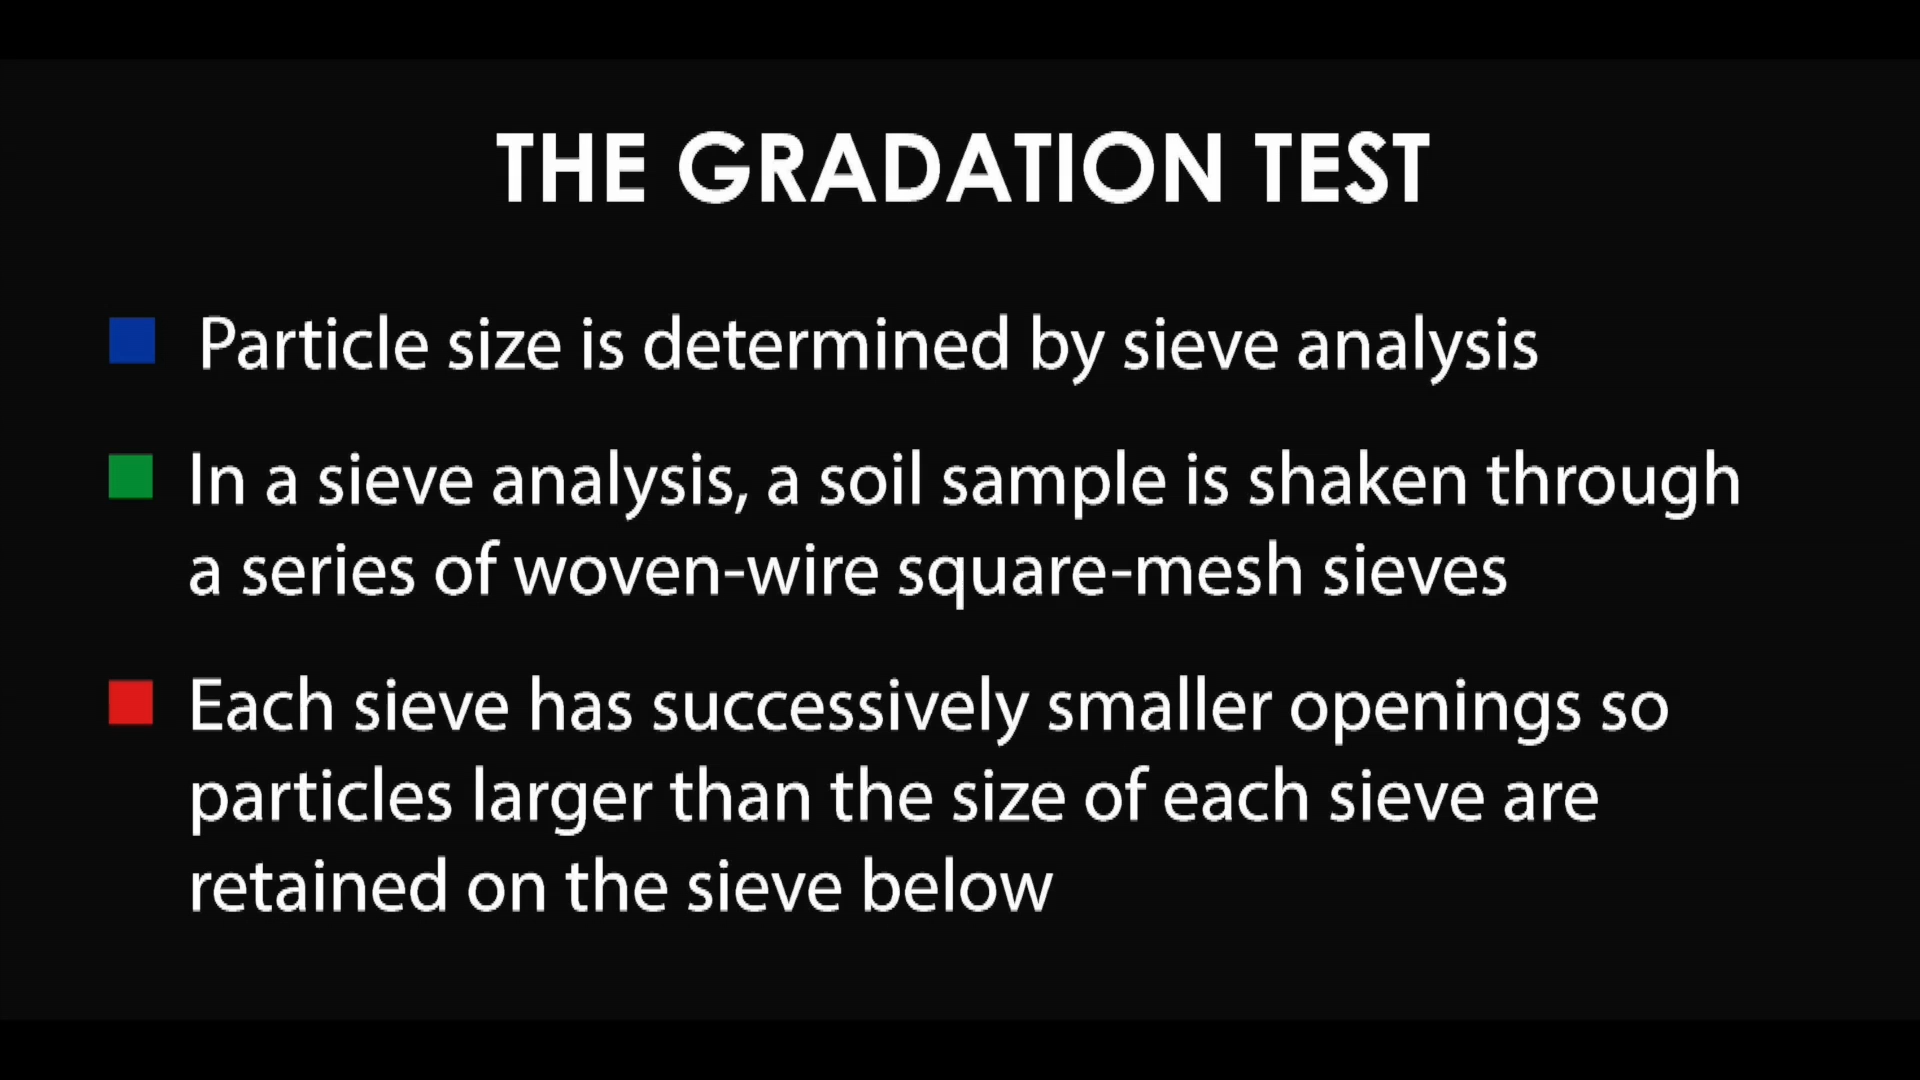 THE GRADATION TEST
Particle size is determined by sieve analysis
In a sieve analysis, a soil sample is shaken through
a series of woven-wire square-mesh sieves
Each sieve has successively smaller openings so
particles larger than the size of each sieve are
retained on the sieve below